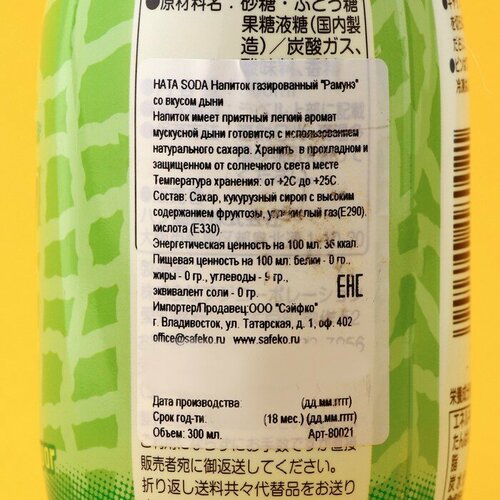 ●原材料名: 砂糖・ぶどう糖
果糖液糖(国内製
造)／炭酸ガス、
HATA SODA Напиток газированный "Рамунэ"
со вкусом дыни
Напиток имеет приятный легкий аромат
мускусной дыни готовится с использованием
натурального сахара. Хранить в прохладном и
защищенном от солнечного света месте
Температура хранения: от +2С до +25С.
Состав: Сахар, кукурузный сироп с высоким
содержанием фруктозы, углекислый газ(Е290).
кислота (Е330).
Энергетическая ценность на 100 мл: 36 ккал.
Пищевая ценность на 100 мл: белки - 0 гр.,
жиры - 0 гр., углеводы - 9 гр.,
эквивалент соли - 0 гр.
EAC
Импортер/Продавец:ООО "Сэйфко"
г. Владивосток, ул. Татарская, д. 1, оф. 402
office@safeko.ru www.safeko.ru
Дата производства: (дд.мм.гггг)
Срок год-ти: (18 мес.) (дд.мм.гггг)
Объем: 300 мл. Арт-80021
販売者宛に御返送してください。
折り返し送料共々代替品をお送り